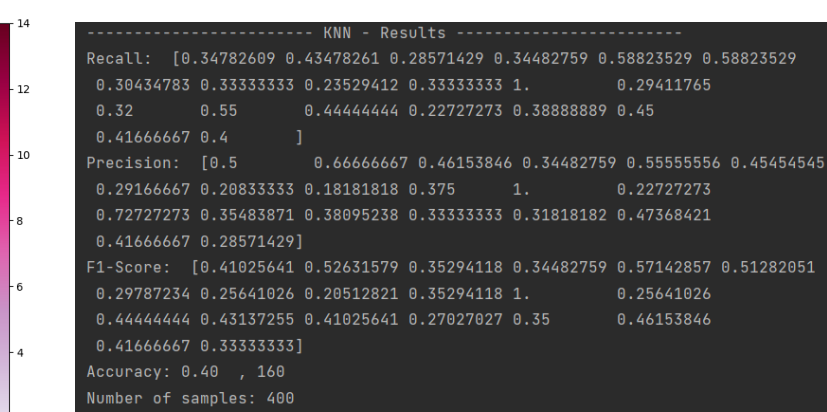 14
12
10
8
6
4
------------------------ KNN - Results ------------------------
Recall:  [0.34782609 0.43478261 0.28571429 0.34482759 0.58823529 0.58823529
 0.30434783 0.33333333 0.23529412 0.33333333 1.         0.29411765
 0.32       0.55       0.44444444 0.22727273 0.38888889 0.45
 0.41666667 0.4       ]
Precision:  [0.5        0.66666667 0.46153846 0.34482759 0.55555556 0.45454545
 0.29166667 0.20833333 0.18181818 0.375      1.         0.22727273
 0.72727273 0.35483871 0.38095238 0.33333333 0.31818182 0.47368421
 0.41666667 0.28571429]
F1-Score:  [0.41025641 0.52631579 0.35294118 0.34482759 0.57142857 0.51282051
 0.29787234 0.25641026 0.20512821 0.35294118 1.         0.25641026
 0.44444444 0.43137255 0.41025641 0.27027027 0.35       0.46153846
 0.41666667 0.33333333]
Accuracy: 0.40  , 160
Number of samples: 400